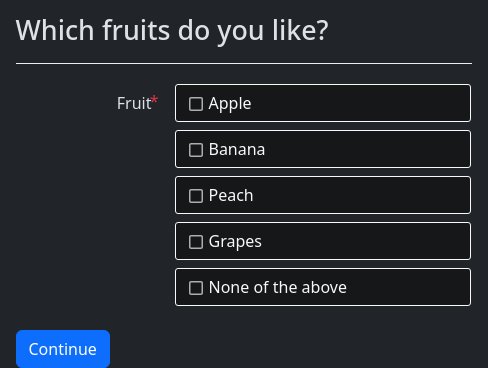 Which fruits do you like?
Fruit*
Apple
Banana
Peach
Grapes
None of the above
Continue